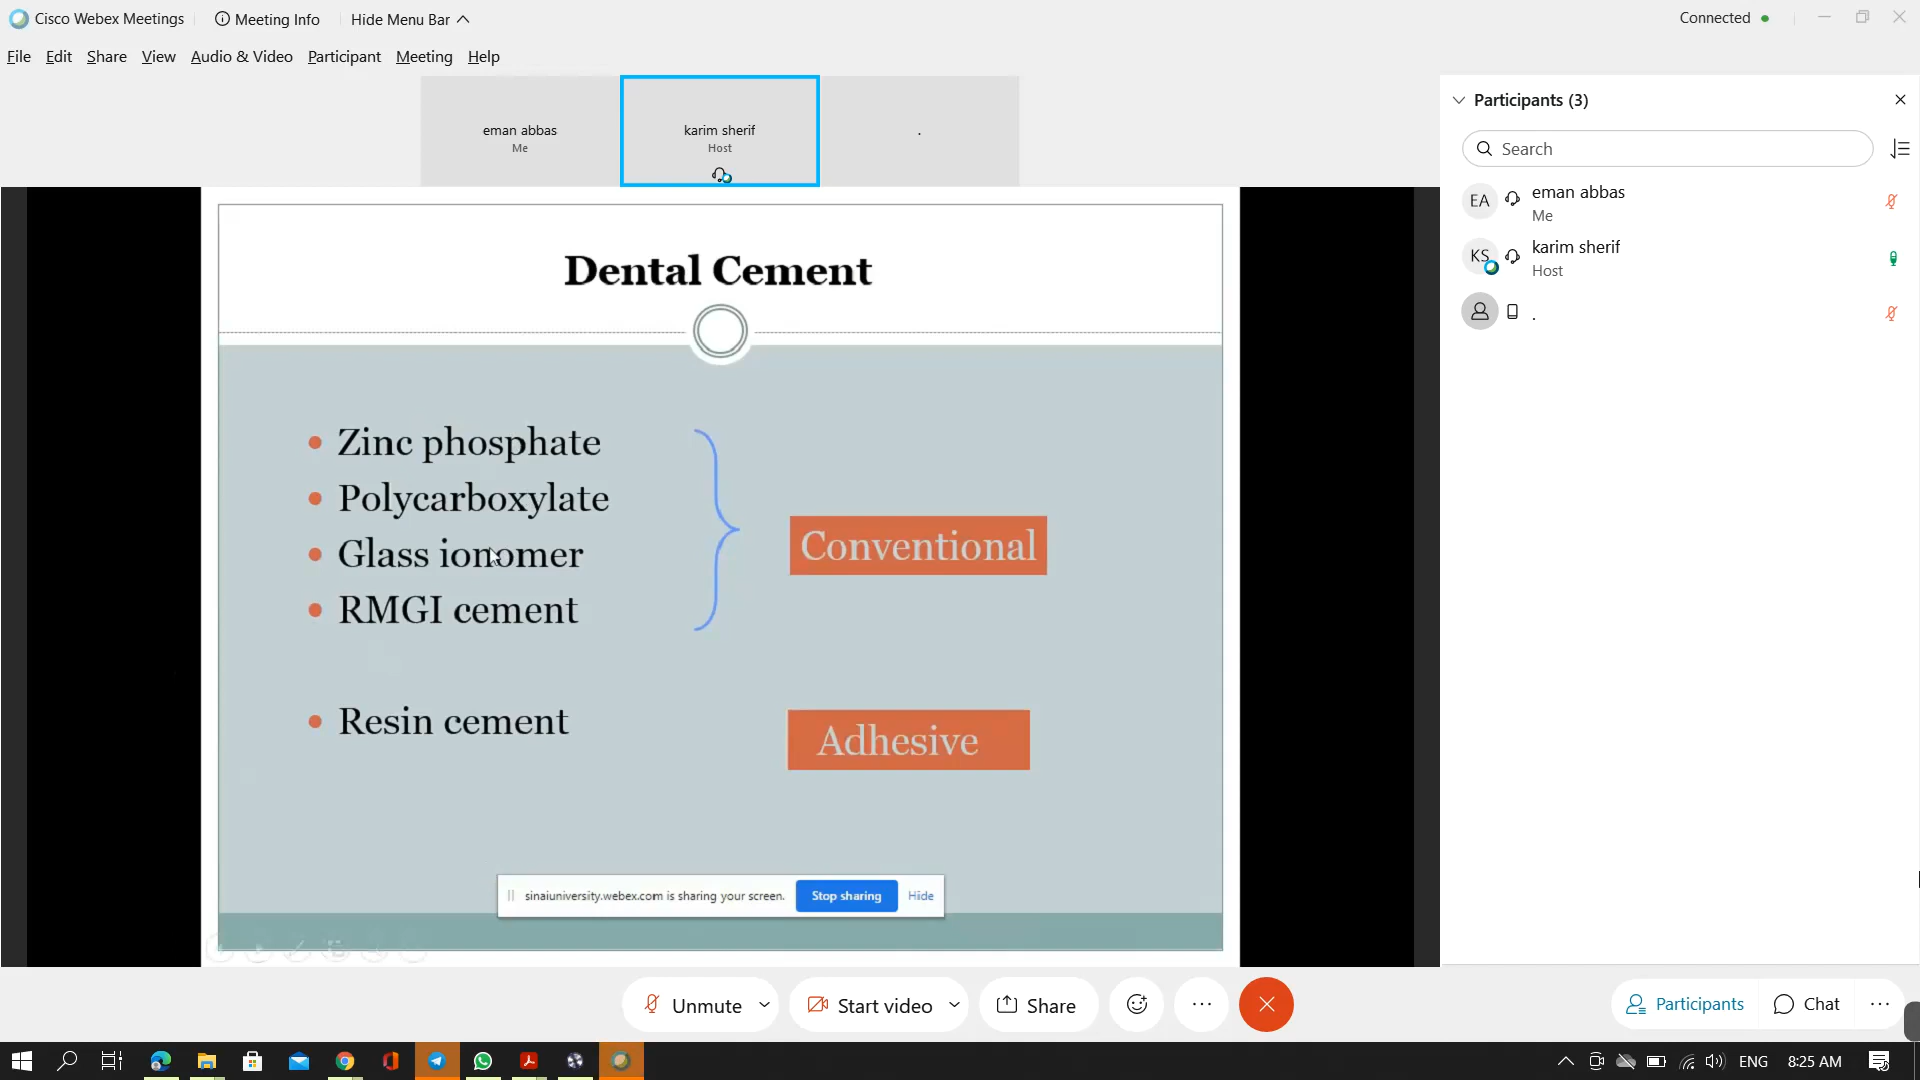 Cisco Webex Meetings
Meeting Info
Hide Menu Bar
Connected
File Edit Share View Audio & Video Participant Meeting Help
eman abbas
Me
karim sherif
Host
.
Participants (3)
Search
EA
eman abbas
Me
KS
karim sherif
Host
.
Dental Cement
• Zinc phosphate
• Polycarboxylate
• Glass ionomer
• RMGI cement
Conventional
• Resin cement
Adhesive
sinaiuniversity.webex.com is sharing your screen.
Stop sharing
Hide
Unmute
Start video
Share
Participants
Chat
ENG
8:25 AM